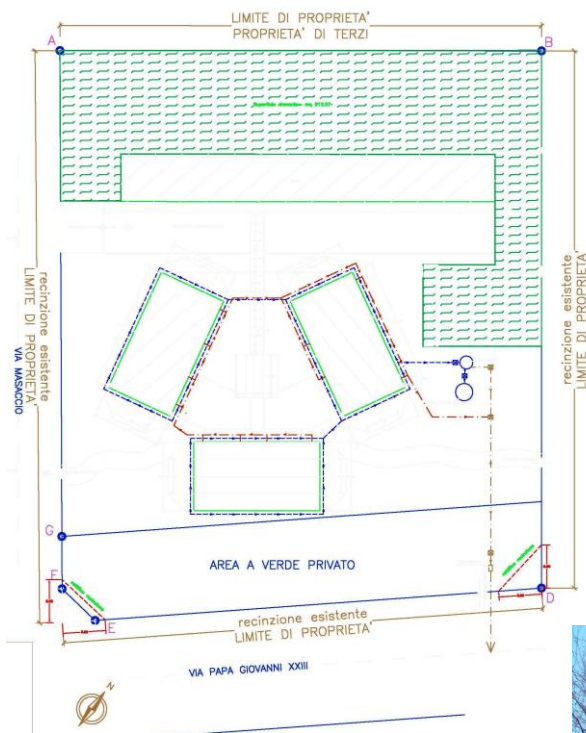 LIMITE DI PROPRIETA'
PROPRIETA' DI TERZI
A
B
recinzione esistente
LIMITE DI PROPRIETA'
VIA MASACCIO
recinzione esistente
LIMITE DI PROPRIETA'
G
AREA A VERDE PRIVATO
F
E
D
recinzione esistente
LIMITE DI PROPRIETA'
VIA PAPA GIOVANNI XXIII
N